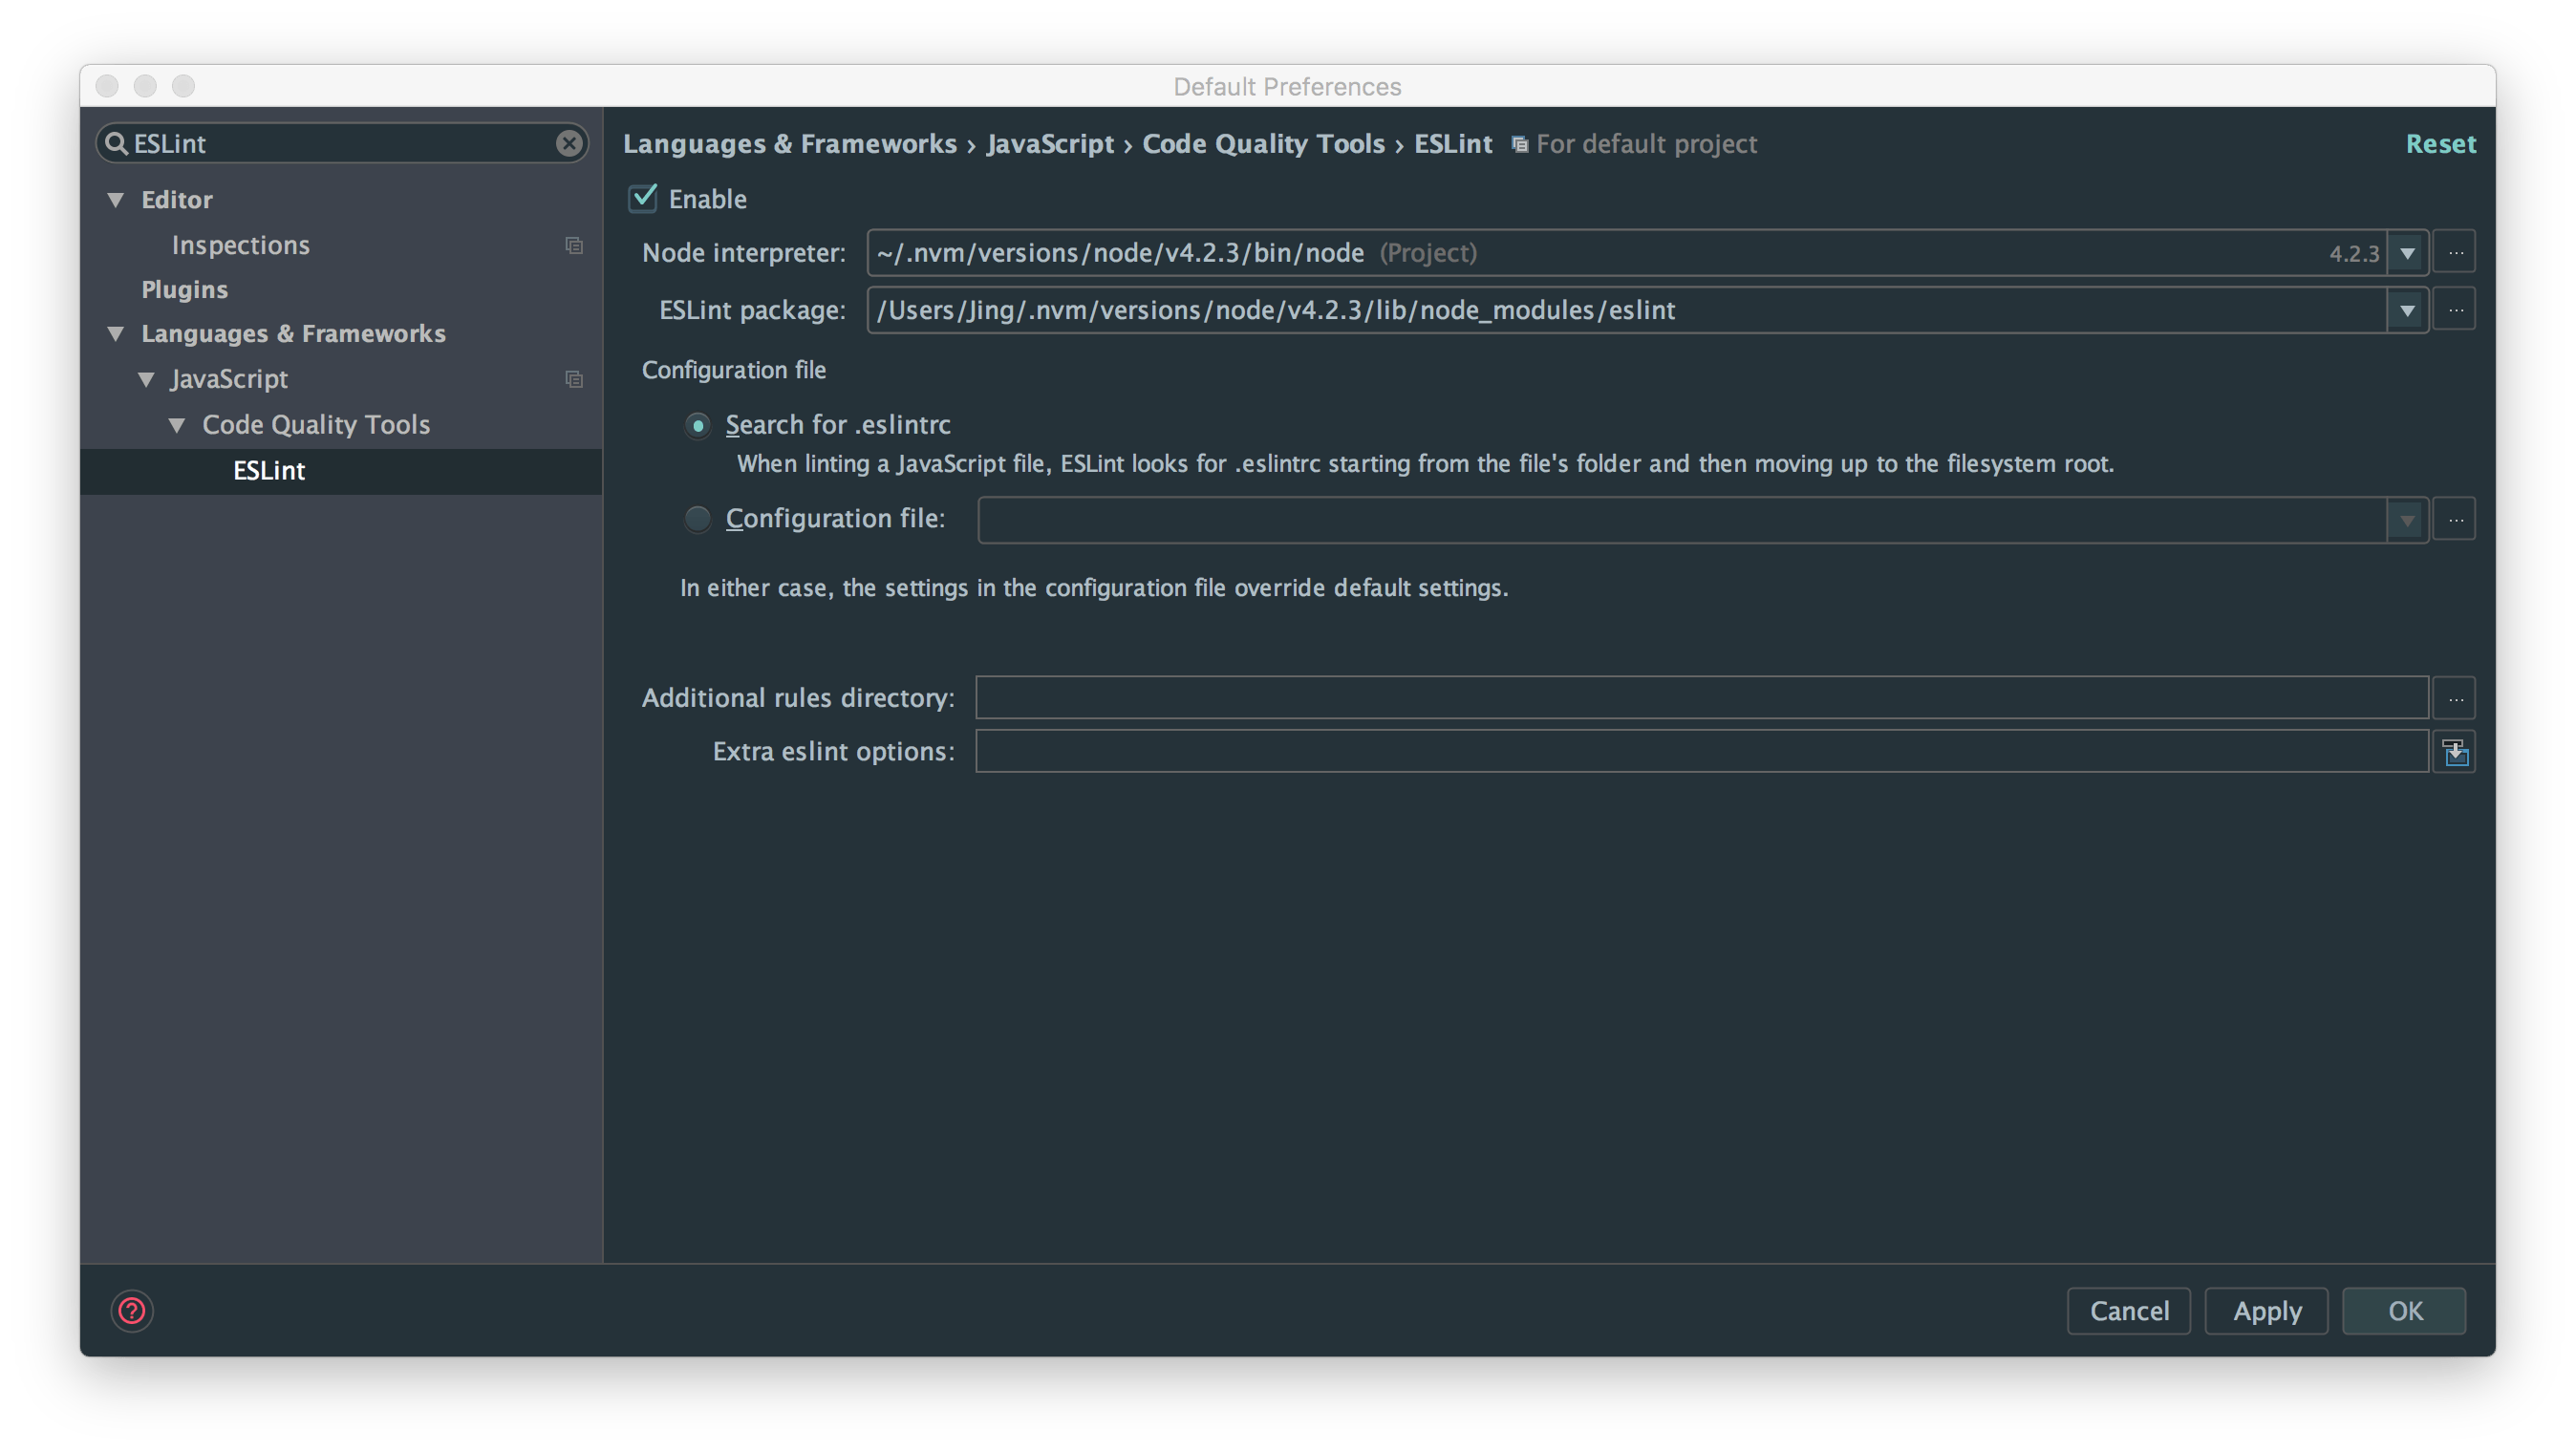 Default Preferences
ESLint
Editor
Inspections
Plugins
Languages & Frameworks
JavaScript
Code Quality Tools
ESLint
Languages & Frameworks › JavaScript › Code Quality Tools › ESLint For default project Reset
Enable
Node interpreter: ~/.nvm/versions/node/v4.2.3/bin/node (Project) 4.2.3 ...
ESLint package: /Users/Jing/.nvm/versions/node/v4.2.3/lib/node_modules/eslint ...
Configuration file
Search for .eslintrc
When linting a JavaScript file, ESLint looks for .eslintrc starting from the file's folder and then moving up to the filesystem root.
Configuration file: ...
In either case, the settings in the configuration file override default settings.
Additional rules directory: ...
Extra eslint options:
? Cancel Apply OK